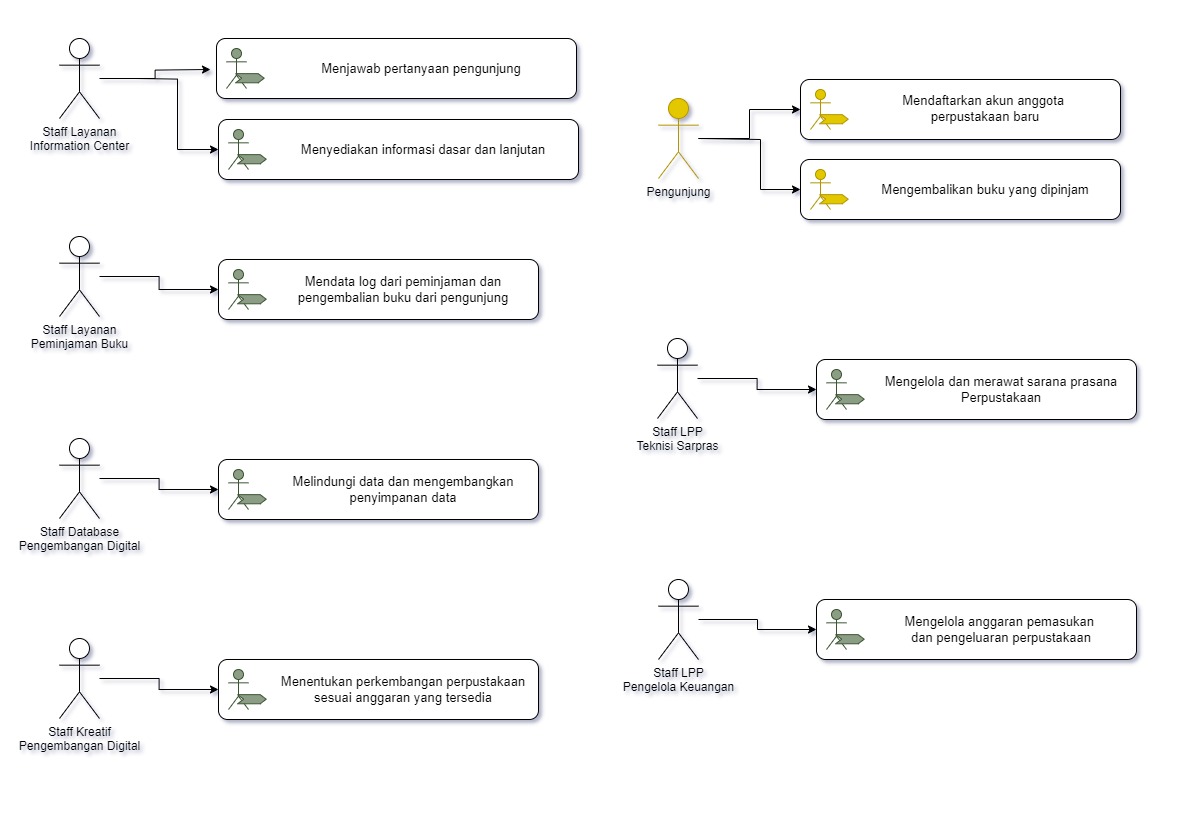 Menjawab pertanyaan pengunjung
Staff Layanan
Information Center
Menyediakan informasi dasar dan lanjutan
Mendaftarkan akun anggota
perpustakaan baru
Pengunjung
Mengembalikan buku yang dipinjam
Staff Layanan
Peminjaman Buku
Mendata log dari peminjaman dan
pengembalian buku dari pengunjung
Staff LPP
Teknisi Sarpras
Mengelola dan merawat sarana prasana
Perpustakaan
Staff Database
Pengembangan Digital
Melindungi data dan mengembangkan
penyimpanan data
Staff LPP
Pengelola Keuangan
Mengelola anggaran pemasukan
dan pengeluaran perpustakaan
Staff Kreatif
Pengembangan Digital
Menentukan perkembangan perpustakaan
sesuai anggaran yang tersedia